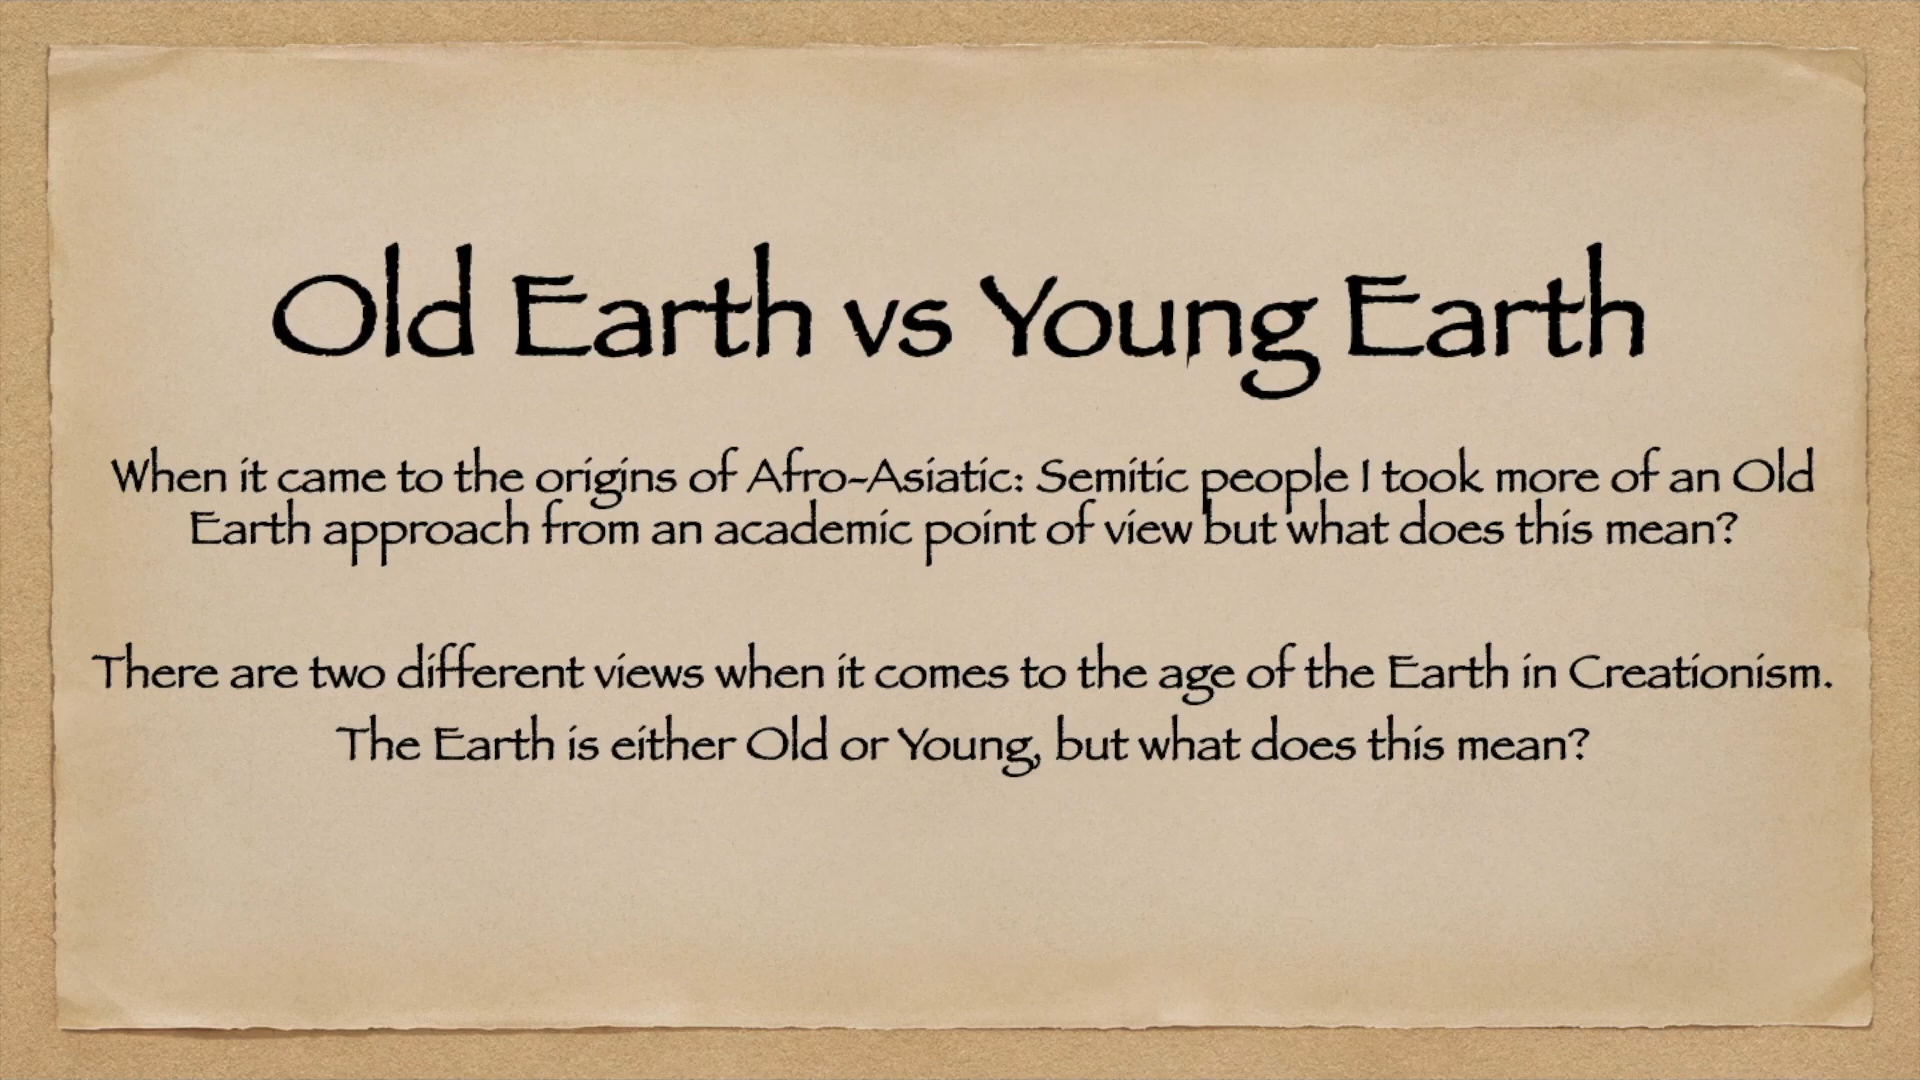 Old Earth vs Young Earth
When it came to the origins of Afro-Asiatic: Semitic people I took more of an Old
Earth approach from an academic point of view but what does this mean?
There are two different views when it comes to the age of the Earth in Creationism.
The Earth is either Old or Young, but what does this mean?